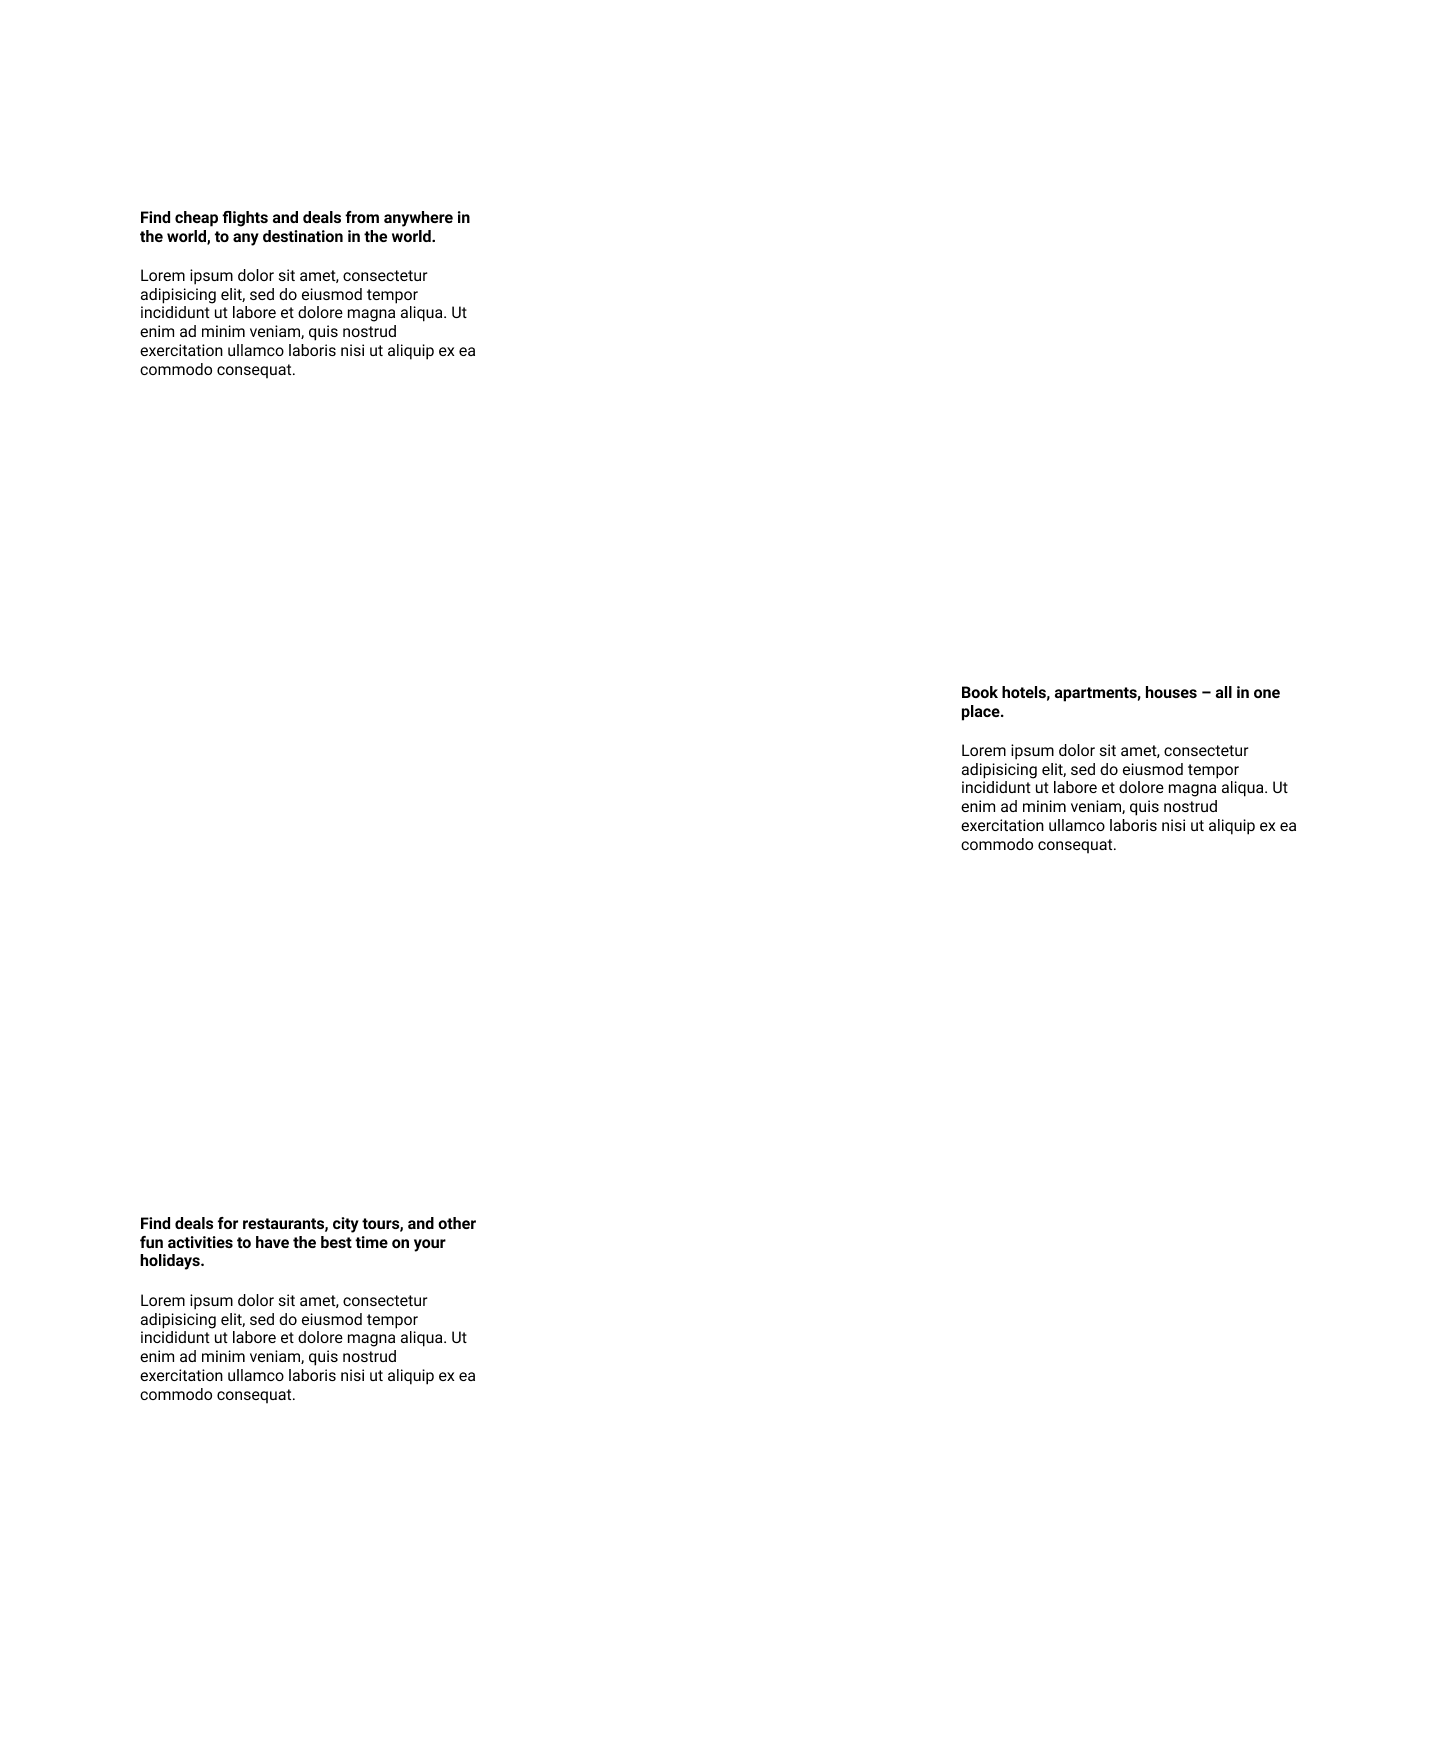 Find cheap flights and deals from anywhere in
the world, to any destination in the world.
Lorem ipsum dolor sit amet, consectetur
adipisicing elit, sed do eiusmod tempor
incididunt ut labore et dolore magna aliqua. Ut
enim ad minim veniam, quis nostrud
exercitation ullamco laboris nisi ut aliquip ex ea
commodo consequat.
Book hotels, apartments, houses – all in one
place.
Lorem ipsum dolor sit amet, consectetur
adipisicing elit, sed do eiusmod tempor
incididunt ut labore et dolore magna aliqua. Ut
enim ad minim veniam, quis nostrud
exercitation ullamco laboris nisi ut aliquip ex ea
commodo consequat.
Find deals for restaurants, city tours, and other
fun activities to have the best time on your
holidays.
Lorem ipsum dolor sit amet, consectetur
adipisicing elit, sed do eiusmod tempor
incididunt ut labore et dolore magna aliqua. Ut
enim ad minim veniam, quis nostrud
exercitation ullamco laboris nisi ut aliquip ex ea
commodo consequat.